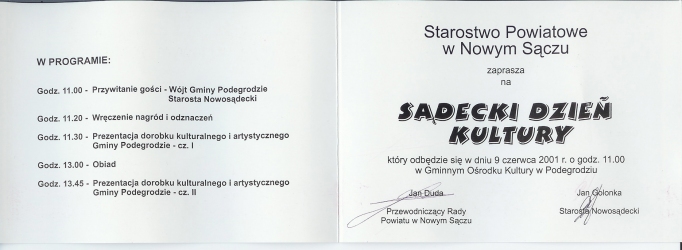 W PROGRAMIE:
Godz. 11.00 - Przywitanie gości - Wójt Gminy Podegrodzie
Starosta Nowosądecki
Godz. 11.20 - Wręczenie nagród i odznaczeń
Godz. 11.30 - Prezentacja dorobku kulturalnego i artystycznego
Gminy Podegrodzie - cz. I
Godz. 13.00 - Obiad
Godz. 13.45 - Prezentacja dorobku kulturalnego i artystycznego
Gminy Podegrodzie - cz. II
Starostwo Powiatowe
w Nowym Sączu
zaprasza
na
SĄDECKI DZIEŃ
KULTURY
który odbędzie się w dniu 9 czerwca 2001 r. o godz. 11.00
w Gminnym Ośrodku Kultury w Podegrodziu
Jan Duda
Przewodniczący Rady
Powiatu w Nowym Sączu
Jan Golonka
Starosta Nowosądecki